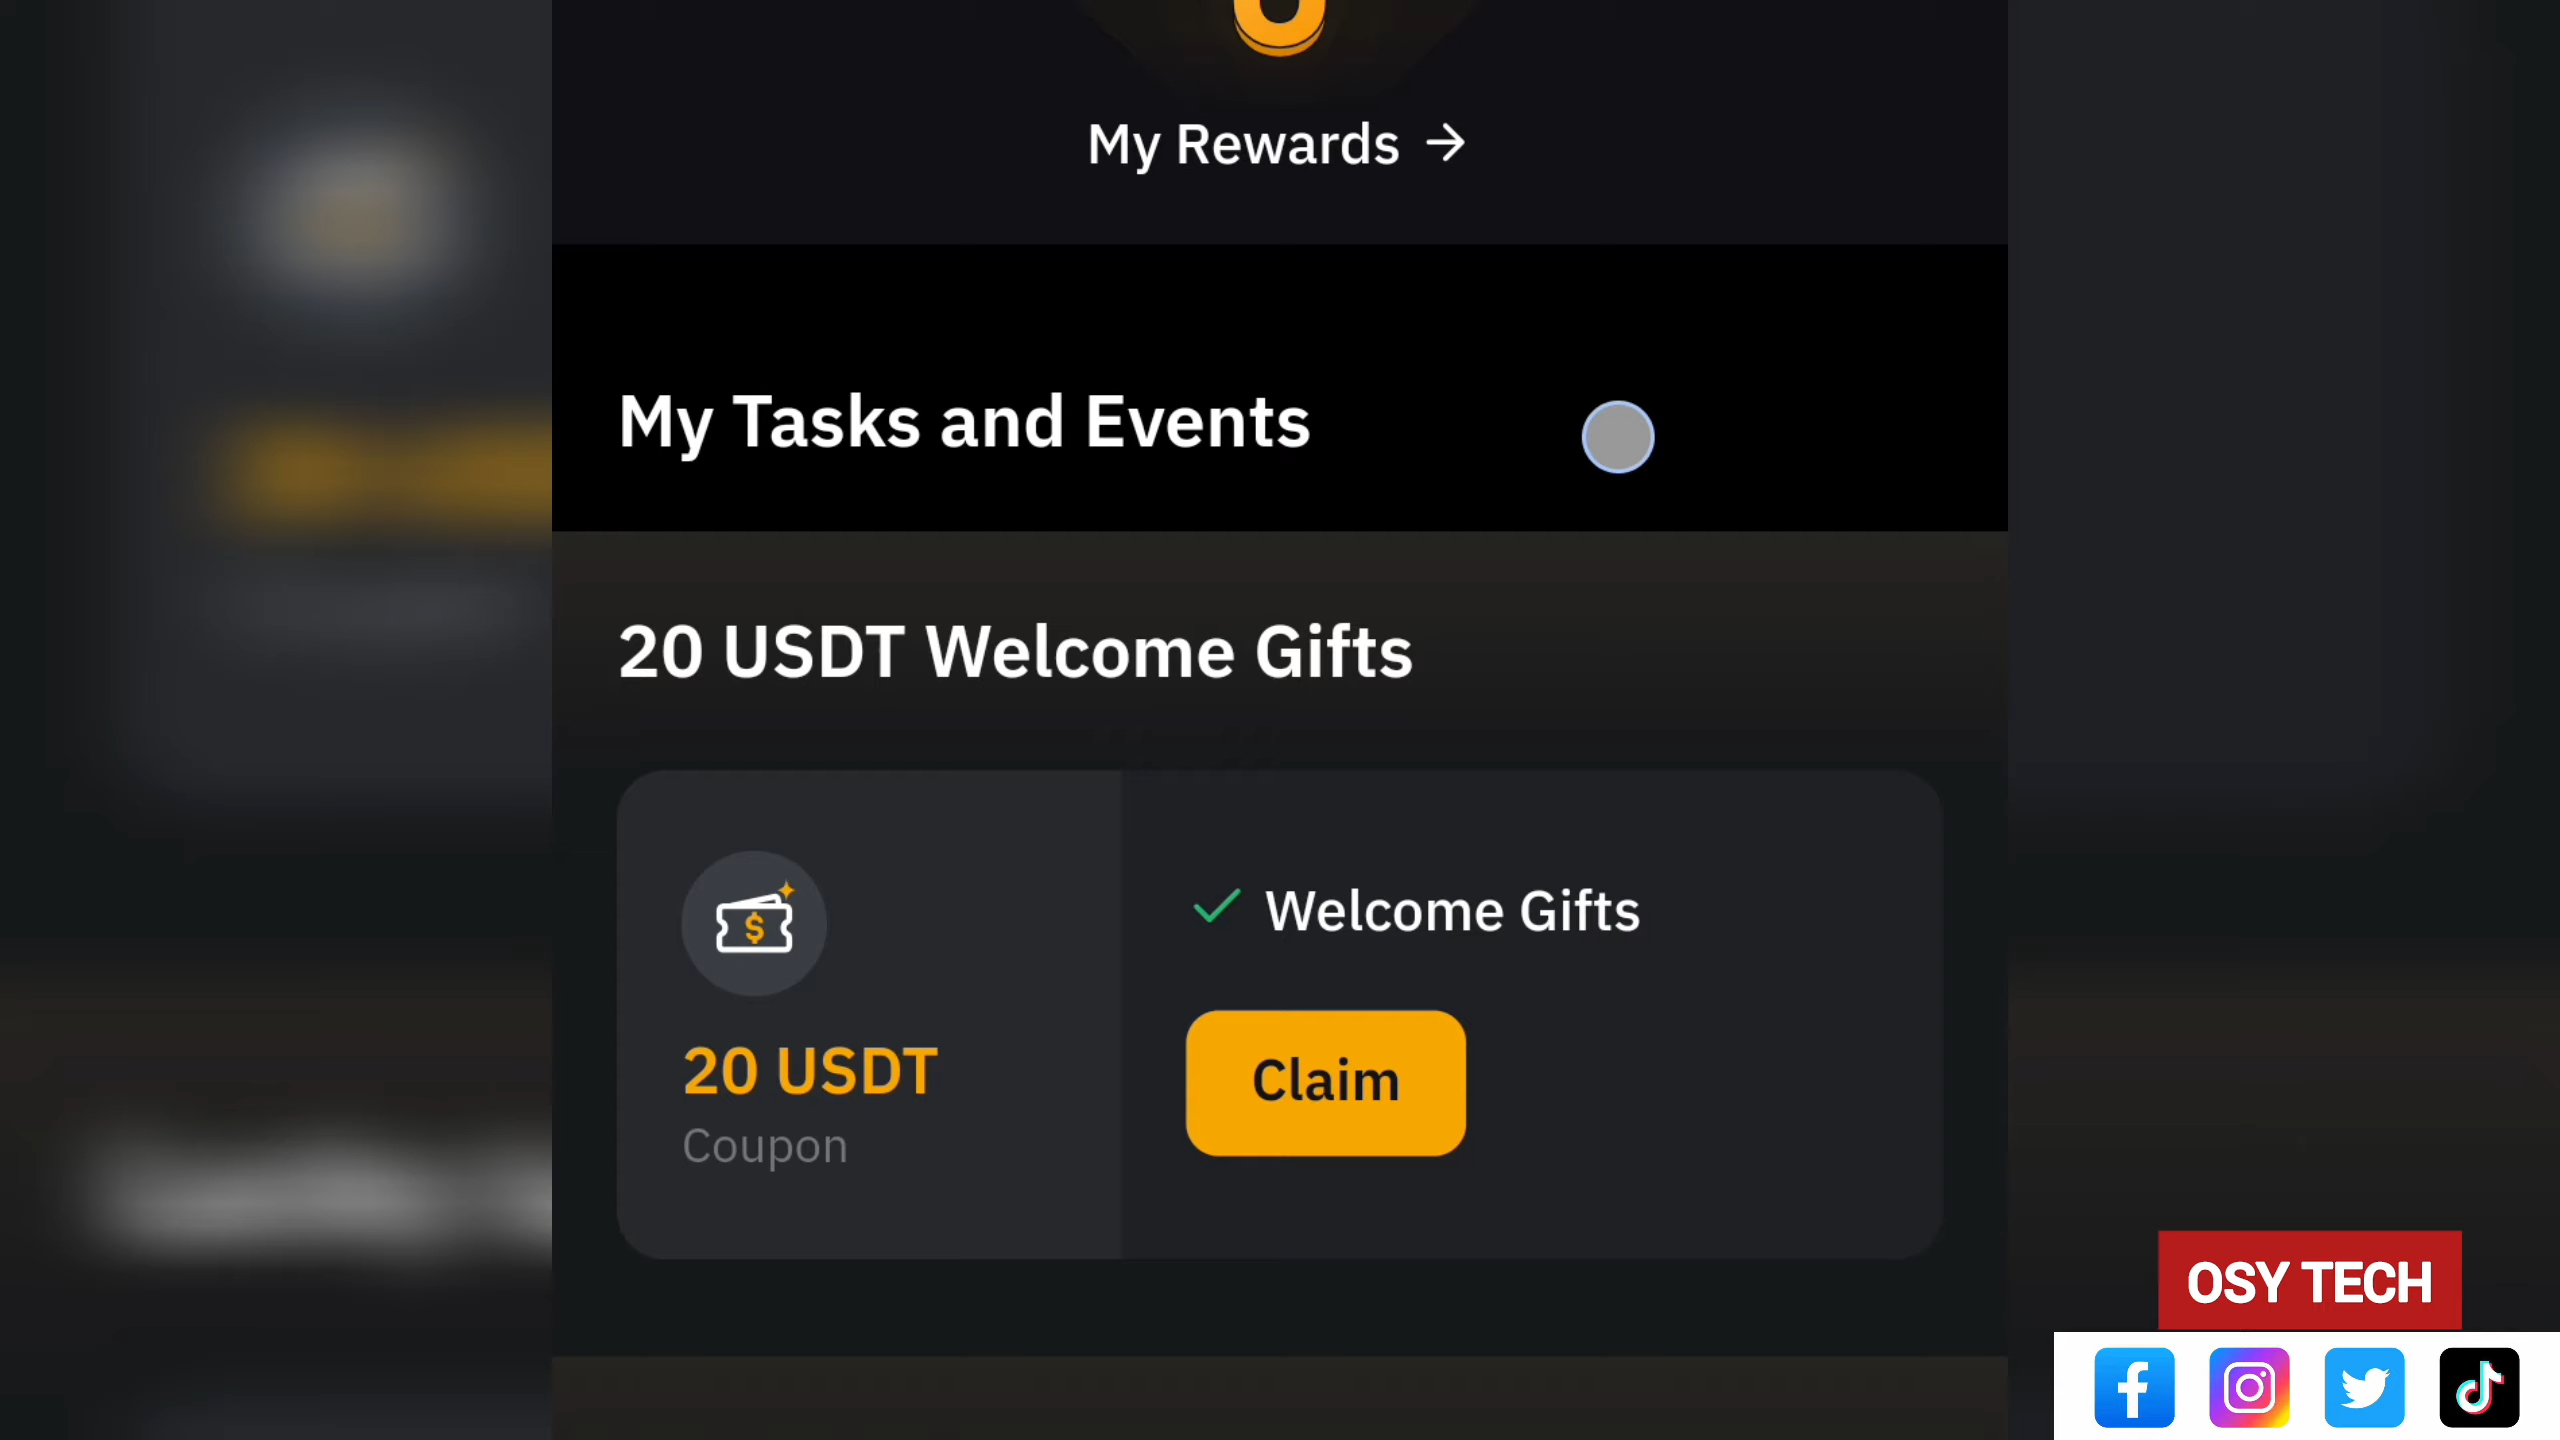 My Rewards →
My Tasks and Events
20 USDT Welcome Gifts
$
✓ Welcome Gifts
20 USDT
Claim
Coupon
OSY TECH